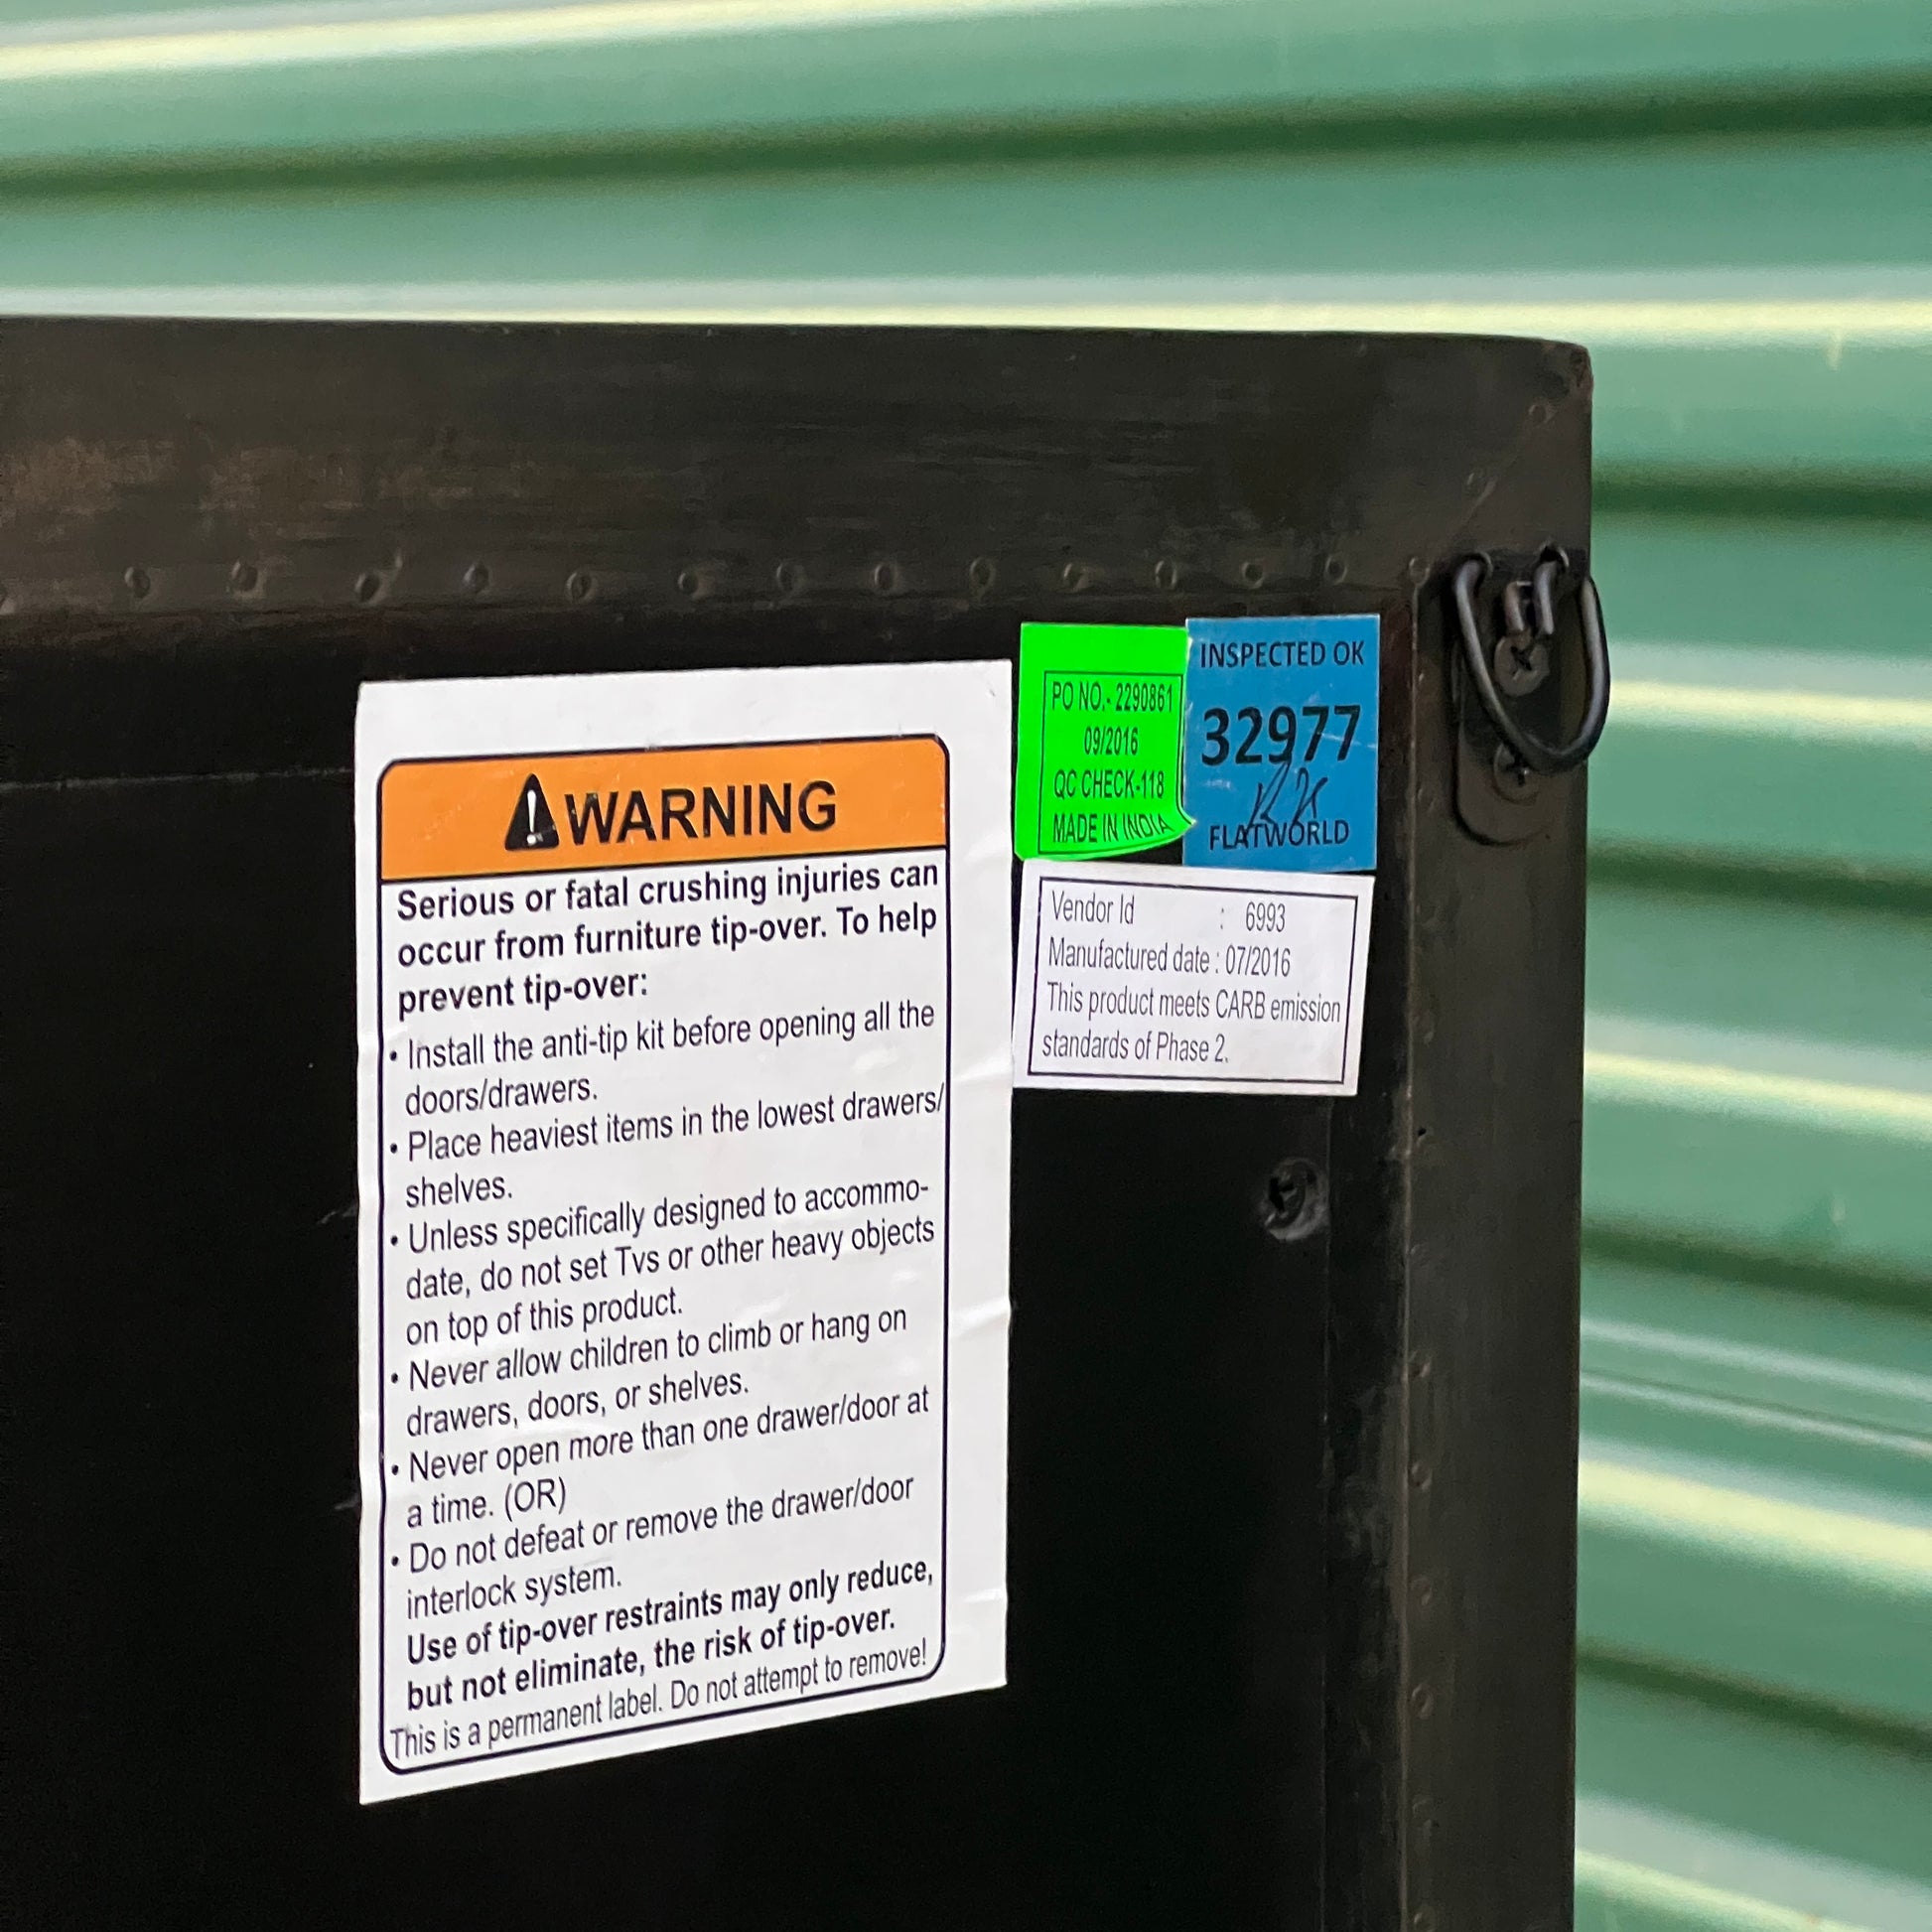 WARNING
Serious or fatal crushing injuries can
occur from furniture tip-over. To help
prevent tip-over:
• Install the anti-tip kit before opening all the
doors/drawers.
• Place heaviest items in the lowest drawers/
shelves.
• Unless specifically designed to accommo-
date, do not set Tvs or other heavy objects
on top of this product.
• Never allow children to climb or hang on
drawers, doors, or shelves.
• Never open more than one drawer/door at
a time. (OR)
• Do not defeat or remove the drawer/door
interlock system.
Use of tip-over restraints may only reduce,
but not eliminate, the risk of tip-over.
This is a permanent label. Do not attempt to remove!
PO NO.- 2290861
09/2016
QC CHECK-118
MADE IN INDIA
INSPECTED OK
32977
FLATWORLD
Vendor Id : 6993
Manufactured date : 07/2016
This product meets CARB emission
standards of Phase 2.